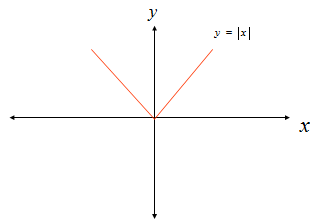 y
y = |x|
x